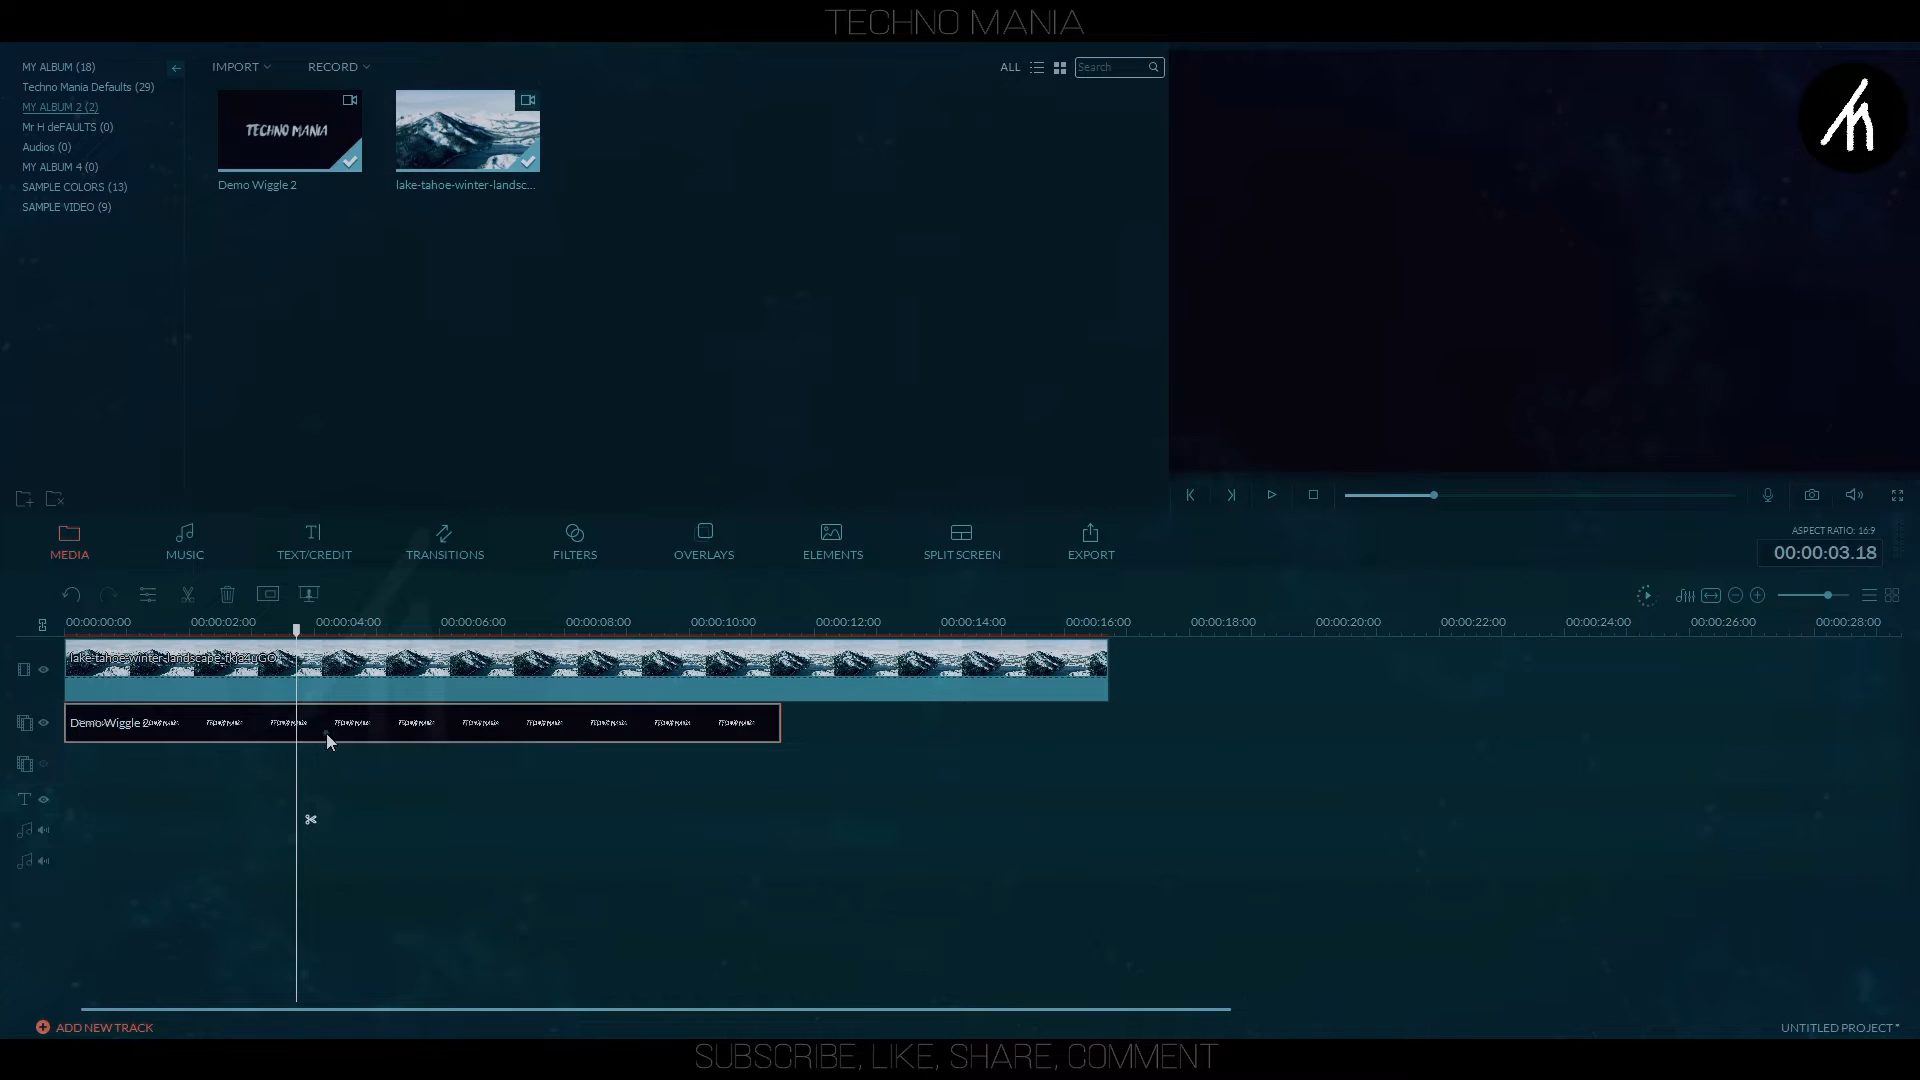 TECHNO MANIA
MY ALBUM (18)
Techno Mania Defaults (29)
MY ALBUM 2 (2)
Mr H deFAULTS (0)
Audios (0)
MY ALBUM 4 (0)
SAMPLE COLORS (13)
SAMPLE VIDEO (9)
IMPORT
RECORD
ALL
Search
TECHNO MANIA
Demo Wiggle 2
lake-tahoe-winter-landsc...
ASPECT RATIO: 16:9
00:00:03.18
MEDIA
MUSIC
TEXT/CREDIT
TRANSITIONS
FILTERS
OVERLAYS
ELEMENTS
SPLIT SCREEN
EXPORT
00:00:00:00 00:00:02:00 00:00:04:00 00:00:06:00 00:00:08:00 00:00:10:00 00:00:12:00 00:00:14:00 00:00:16:00 00:00:18:00 00:00:20:00 00:00:22:00 00:00:24:00 00:00:26:00 00:00:28:00
lake-tahoe-winter-landscape-fkja4uGO
Demo Wiggle 2
ADD NEW TRACK
UNTITLED PROJECT *
SUBSCRIBE, LIKE, SHARE, COMMENT